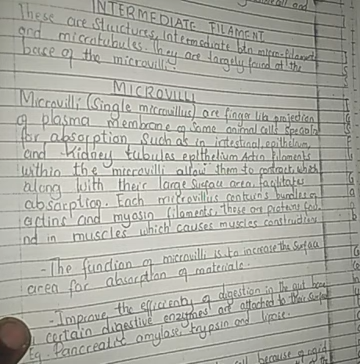 INTERMEDIATE FILAMENT
These are structures, Intermediate btn micro-filament
and microtubules. They are largely found at the
base of the microvilli.
MICROVILLI
Microvilli (Single microvillus) are finger like projection
of plasma membrane of some animal cells special
for absorption such as in intestinal epithelium,
and kidney tubules epithelium Actin filaments
within the microvilli allow them to contract, which
along with their large surface area, facilitates
absorption. Each microvillus contains bundles of
actins and myosin filaments, these are proteins fou
nd in muscles which causes muscles
- The function of microvilli is to increase the surface
area for absorption of materials.
- Improve the efficiency of digestion in the gut
certain digestive enzymes are attached to their surface
eg. Pancreatic amylase, trypsin and lipase.
because of rapid